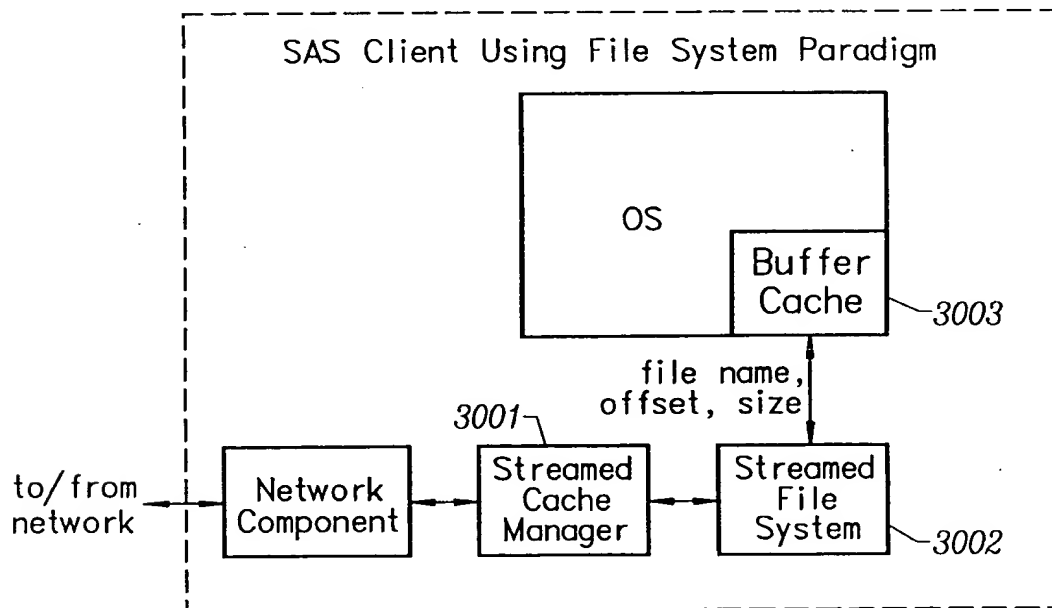 SAS Client Using File System Paradigm
OS
Buffer
Cache
3003
file name,
offset, size
3001
to/from
network
Network
Component
Streamed
Cache
Manager
Streamed
File
System
3002